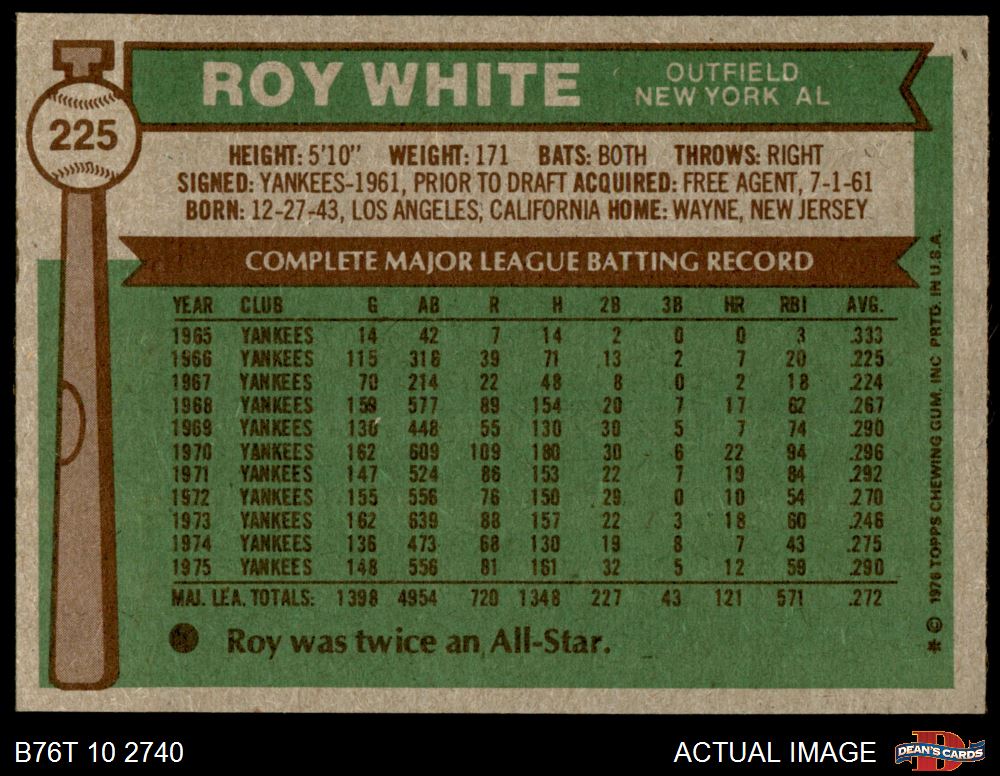 225
ROY WHITE
OUTFIELD
NEW YORK AL
HEIGHT: 5'10" WEIGHT: 171 BATS: BOTH THROWS: RIGHT
SIGNED: YANKEES-1961, PRIOR TO DRAFT ACQUIRED: FREE AGENT, 7-1-61
BORN: 12-27-43, LOS ANGELES, CALIFORNIA HOME: WAYNE, NEW JERSEY
COMPLETE MAJOR LEAGUE BATTING RECORD
YEAR CLUB G AB R H 2B 3B HR RBI AVG.
1965 YANKEES 14 42 7 14 2 0 0 3 .333
1966 YANKEES 115 316 39 71 13 2 7 20 .225
1967 YANKEES 70 214 22 48 8 0 2 18 .224
1968 YANKEES 159 577 89 154 20 7 17 62 .267
1969 YANKEES 130 448 55 130 30 5 7 74 .290
1970 YANKEES 162 609 109 180 30 6 22 94 .296
1971 YANKEES 147 524 86 153 22 7 19 84 .292
1972 YANKEES 155 556 76 150 29 0 10 54 .270
1973 YANKEES 162 639 88 157 22 3 18 60 .246
1974 YANKEES 136 473 68 130 19 8 7 43 .275
1975 YANKEES 148 556 81 161 32 5 12 59 .290
MAJ. LEA. TOTALS: 1398 4954 720 1348 227 43 121 571 .272
Roy was twice an All-Star.
* © 1976 TOPPS CHEWING GUM, INC PRTD. IN U.S.A.
B76T 10 2740
ACTUAL IMAGE
DEAN'S CARDS